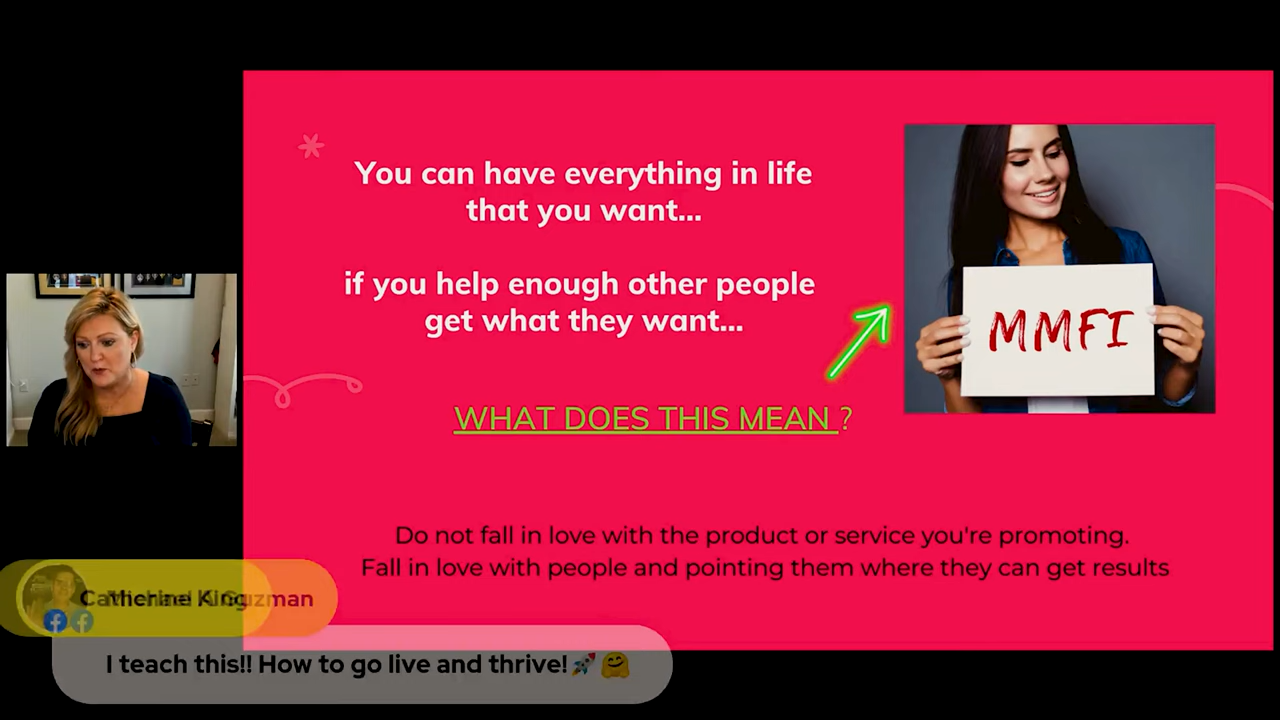 You can have everything in life
that you want...
if you help enough other people
get what they want...
MMFI
WHAT DOES THIS MEAN ?
Do not fall in love with the product or service you're promoting.
Fall in love with people and pointing them where they can get results
Catherine King
Guzman
I teach this!! How to go live and thrive!🚀🤗